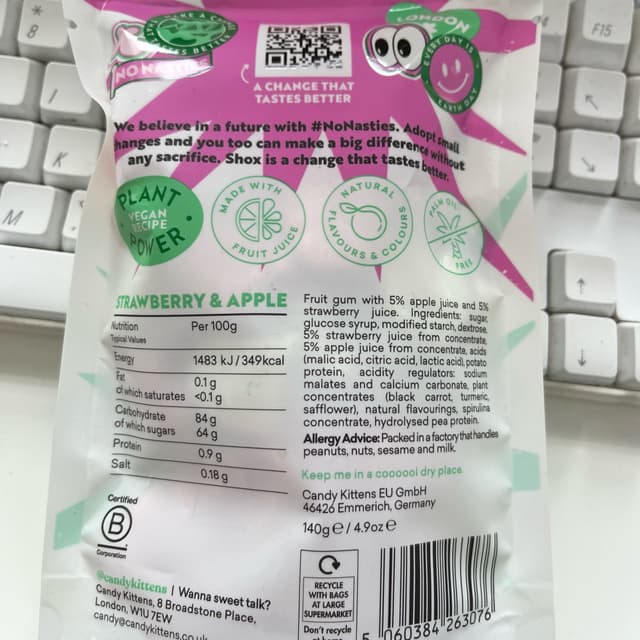 NO NASTIES
A CHANGE THAT
TASTES BETTER
LONDON
EVERY DAY IS
EARTH DAY
We believe in a future with #NoNasties. Adopt small
changes and you too can make a big difference without
any sacrifice. Shox is a change that tastes better.
PLANT
VEGAN
RECIPE
POWER
MADE WITH
FRUIT JUICE
NATURAL
FLAVOURS & COLOURS
PALM OIL
FREE
STRAWBERRY & APPLE
Nutrition Per 100g
Typical Values
Energy 1483 kJ / 349kcal
Fat 0.1 g
of which saturates <0.1 g
Carbohydrate 84 g
of which sugars 64 g
Protein 0.9 g
Salt 0.18 g
Fruit gum with 5% apple juice and 5%
strawberry juice. Ingredients: sugar,
glucose syrup, modified starch, dextrose,
5% strawberry juice from concentrate,
5% apple juice from concentrate, acids
(malic acid, citric acid, lactic acid), potato
protein, acidity regulators: sodium
malates and calcium carbonate, plant
concentrates (black carrot, turmeric,
safflower), natural flavourings, spirulina
concentrate, hydrolysed pea protein.
Allergy Advice: Packed in a factory that handles
peanuts, nuts, sesame and milk.
Keep me in a cooooool dry place.
Candy Kittens EU GmbH
46426 Emmerich, Germany
140g e / 4.9oz e
Certified
B
Corporation
@candykittens | Wanna sweet talk?
Candy Kittens, 8 Broadstone Place,
London, W1U 7EW
candy@candykittens.co.uk
RECYCLE
WITH BAGS
AT LARGE
SUPERMARKET
Don't recycle
at home
5 060384 263076
*
8
I
K
M
F15